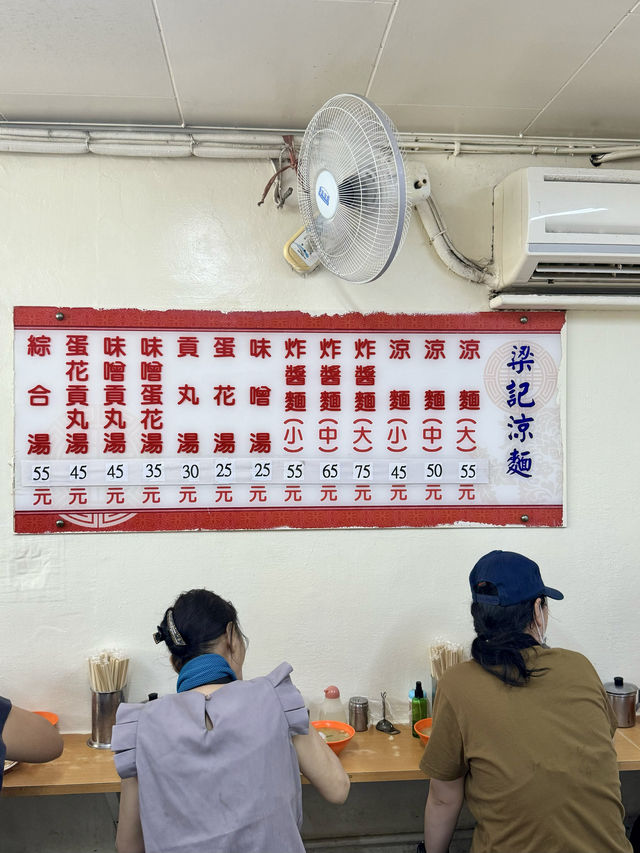 梁記涼麵
涼麵(大)55元
涼麵(中)50元
涼麵(小)45元
炸醬麵(大)75元
炸醬麵(中)65元
炸醬麵(小)55元
味噌湯25元
蛋花湯25元
貢丸湯30元
味噌蛋花湯35元
味噌貢丸湯45元
蛋花貢丸湯45元
綜合湯55元